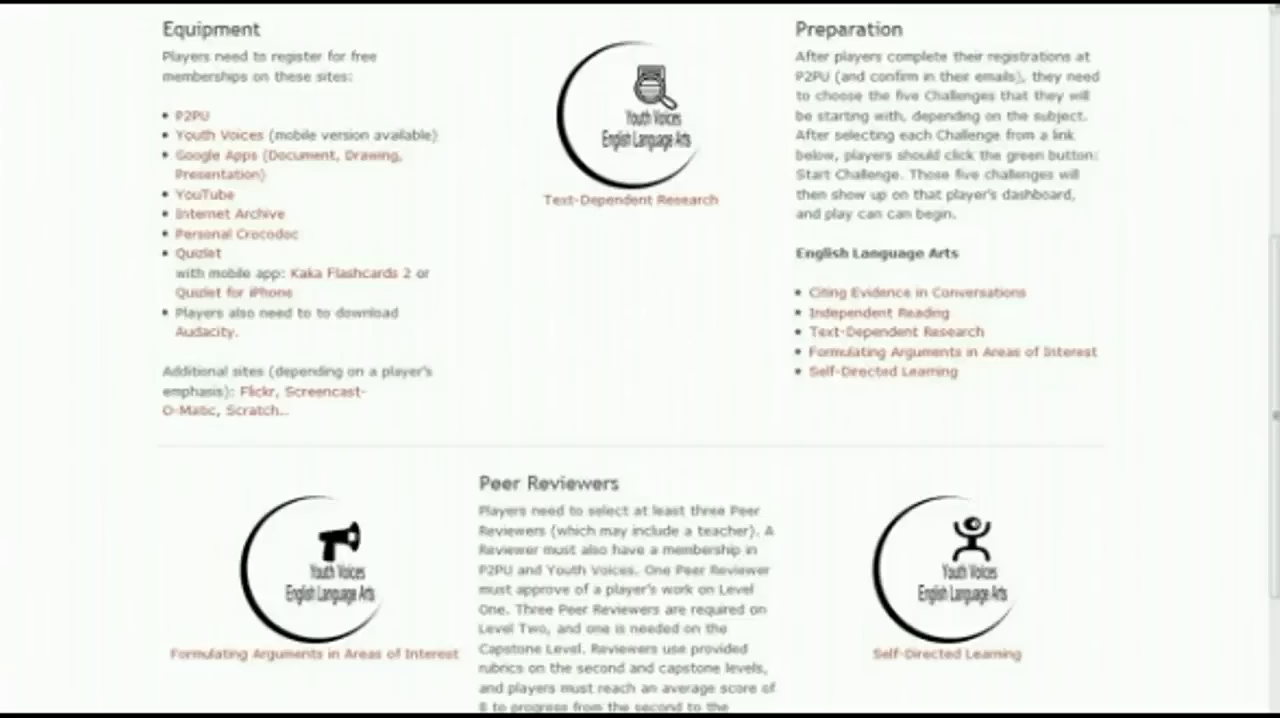 Equipment
Players need to register for free
memberships on these sites:
P2PU
Youth Voices (mobile version available)
Google Apps (Document, Drawing,
Presentation)
YouTube
Internet Archive
Personal Crocodoc
Quizlet
with mobile app: Kaka Flashcards 2 or
Quizlet for iPhone
Players also need to to download
Audacity.
Additional sites (depending on a player's
emphasis): Flickr, Screencast-
O-Matic, Scratch...
Youth Voices
English Language Arts
Text-Dependent Research
Preparation
After players complete their registrations at
P2PU (and confirm in their emails), they need
to choose the five Challenges that they will
be starting with, depending on the subject.
After selecting each Challenge from a link
below, players should click the green button:
Start Challenge. Those five challenges will
then show up on that player's dashboard,
and play can can begin.
English Language Arts
Citing Evidence in Conversations
Independent Reading
Text-Dependent Research
Formulating Arguments in Areas of Interest
Self-Directed Learning
Youth Voices
English Language Arts
Formulating Arguments in Areas of Interest
Peer Reviewers
Players need to select at least three Peer
Reviewers (which may include a teacher). A
Reviewer must also have a membership in
P2PU and Youth Voices. One Peer Reviewer
must approve of a player's work on Level
One. Three Peer Reviewers are required on
Level Two, and one is needed on the
Capstone Level. Reviewers use provided
rubrics on the second and capstone levels,
and players must reach an average score of
8 to progress from the second to the
Youth Voices
English Language Arts
Self-Directed Learning